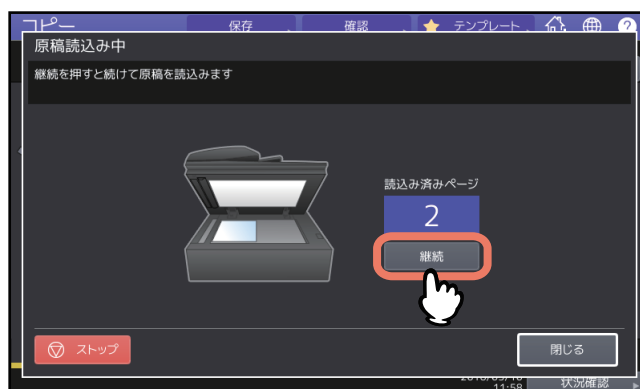 コピー 保存 確認 テンプレート ?
原稿読込み中
継続を押すと続けて原稿を読込みます
読込み済みページ
2
継続
ストップ 閉じる
11:58 状況確認